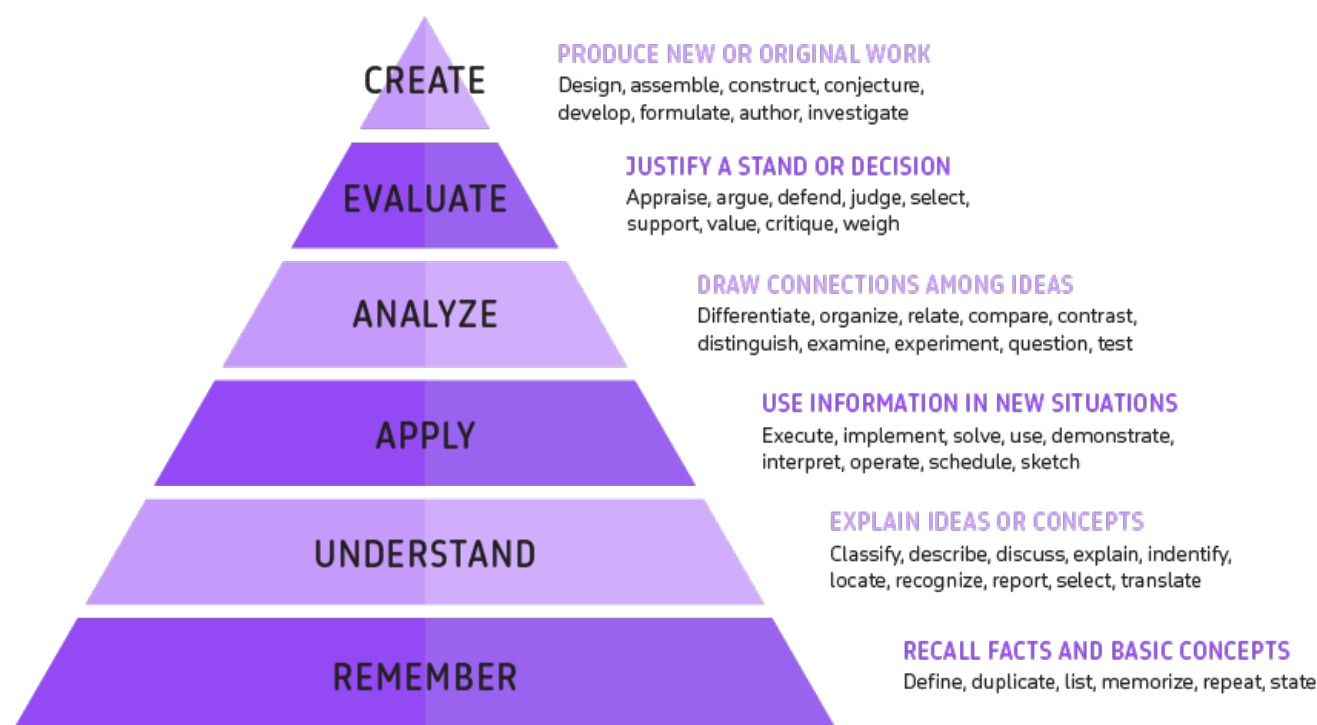 CREATE
PRODUCE NEW OR ORIGINAL WORK
Design, assemble, construct, conjecture,
develop, formulate, author, investigate
EVALUATE
JUSTIFY A STAND OR DECISION
Appraise, argue, defend, judge, select,
support, value, critique, weigh
ANALYZE
DRAW CONNECTIONS AMONG IDEAS
Differentiate, organize, relate, compare, contrast,
distinguish, examine, experiment, question, test
APPLY
USE INFORMATION IN NEW SITUATIONS
Execute, implement, solve, use, demonstrate,
interpret, operate, schedule, sketch
UNDERSTAND
EXPLAIN IDEAS OR CONCEPTS
Classify, describe, discuss, explain, indentify,
locate, recognize, report, select, translate
REMEMBER
RECALL FACTS AND BASIC CONCEPTS
Define, duplicate, list, memorize, repeat, state